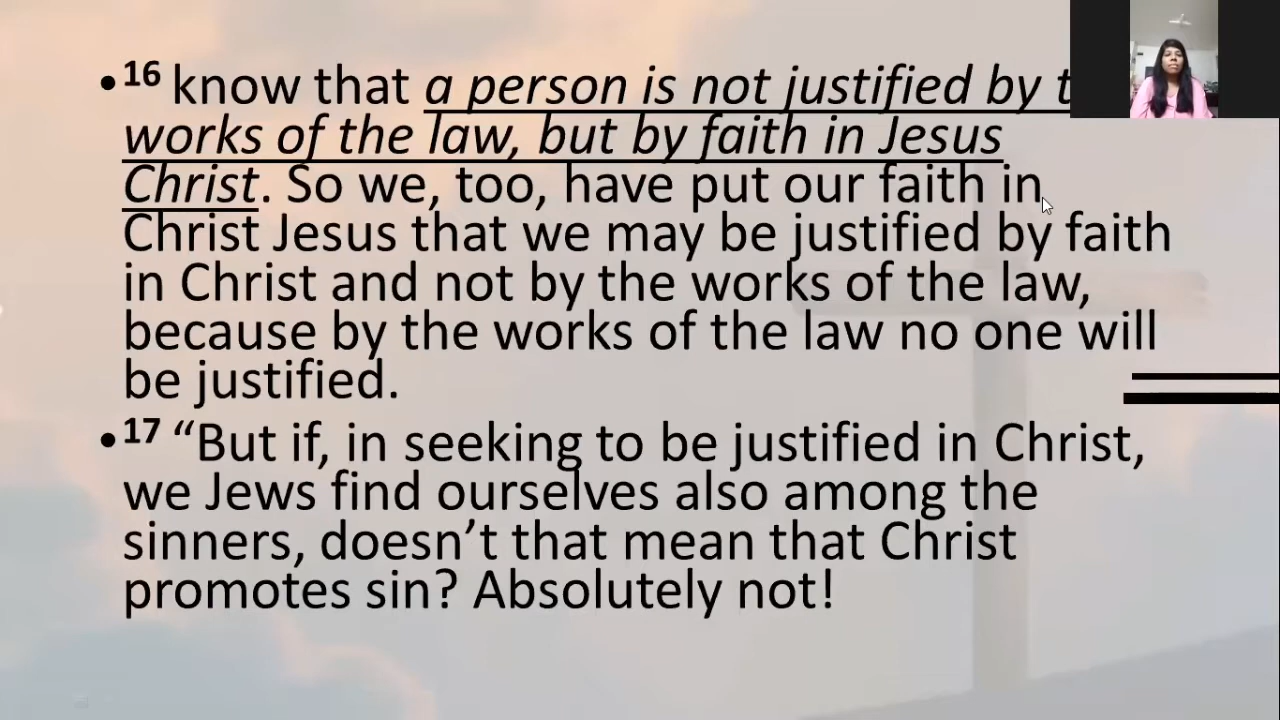 •16 know that a person is not justified by
works of the law, but by faith in Jesus
Christ. So we, too, have put our faith in
Christ Jesus that we may be justified by faith
in Christ and not by the works of the law,
because by the works of the law no one will
be justified.
•17 “But if, in seeking to be justified in Christ,
we Jews find ourselves also among the
sinners, doesn’t that mean that Christ
promotes sin? Absolutely not!